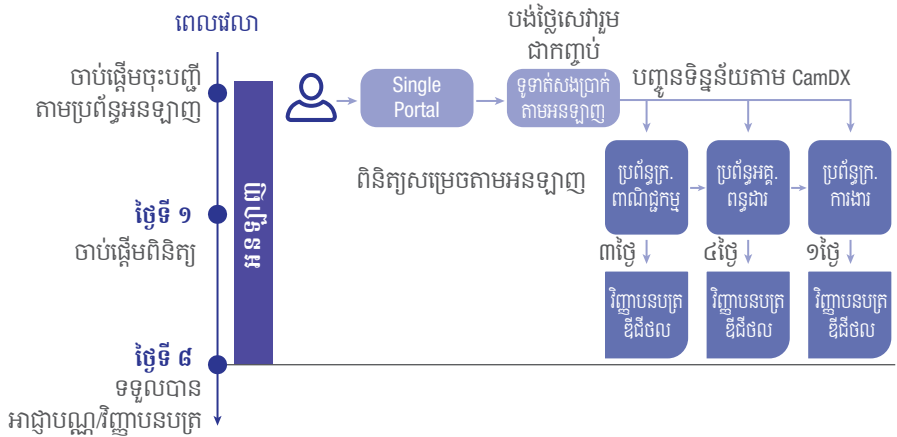 ពេលវេលា
ចាប់ផ្តើមចុះបញ្ជី
តាមប្រព័ន្ធអនឡាញ
ថ្ងៃទី ១
ចាប់ផ្តើមពិនិត្យ
ថ្ងៃទី ៨
ទទួលបាន
អាជ្ញាបណ្ណ/វិញ្ញាបនបត្រ
អនឡាញ
Single
Portal
បង់ថ្លៃសេវារួម
ជាកញ្ចប់
ទូទាត់សងប្រាក់
តាមអនឡាញ
បញ្ជូនទិន្នន័យតាម CamDX
ពិនិត្យសម្រេចតាមអនឡាញ
ប្រព័ន្ធក្រ.
ពាណិជ្ជកម្ម
ប្រព័ន្ធអគ្គ.
ពន្ធដារ
ប្រព័ន្ធក្រ.
ការងារ
៣ថ្ងៃ
៤ថ្ងៃ
១ថ្ងៃ
វិញ្ញាបនបត្រ
ឌីជីថល
វិញ្ញាបនបត្រ
ឌីជីថល
វិញ្ញាបនបត្រ
ឌីជីថល